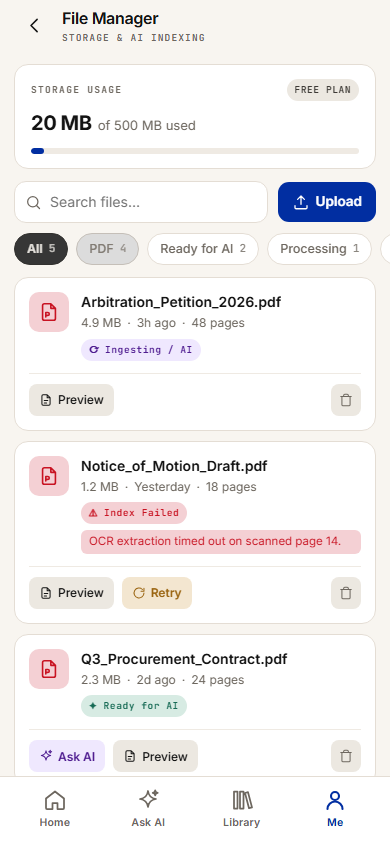 File Manager
STORAGE & AI INDEXING
STORAGE USAGE FREE PLAN
20 MB of 500 MB used
Search files... Upload
All 5 PDF 4 Ready for AI 2 Processing 1
Arbitration_Petition_2026.pdf
4.9 MB · 3h ago · 48 pages
Ingesting / AI
Preview
Notice_of_Motion_Draft.pdf
1.2 MB · Yesterday · 18 pages
Index Failed
OCR extraction timed out on scanned page 14.
Preview Retry
Q3_Procurement_Contract.pdf
2.3 MB · 2d ago · 24 pages
Ready for AI
Ask AI Preview
Home Ask AI Library Me